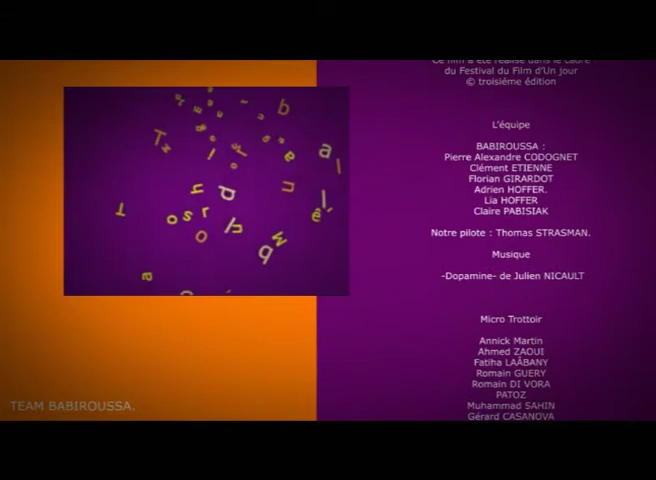 Ce film a été réalisé dans le cadre
du Festival du Film d'Un jour
© troisiéme édition
L'équipe
BABIROUSSA :
Pierre Alexandre CODOGNET
Clément ETIENNE
Florian GIRARDOT
Adrien HOFFER.
Lia HOFFER
Claire PABISIAK
Notre pilote : Thomas STRASMAN.
Musique
-Dopamine- de Julien NICAULT
Micro Trottoir
Annick Martin
Ahmed ZAOUI
Fatiha LAÂBANY
Romain GUERY
Romain DI VORA
PATOZ
Muhammad SAHIN
Gérard CASANOVA
TEAM BABIROUSSA.